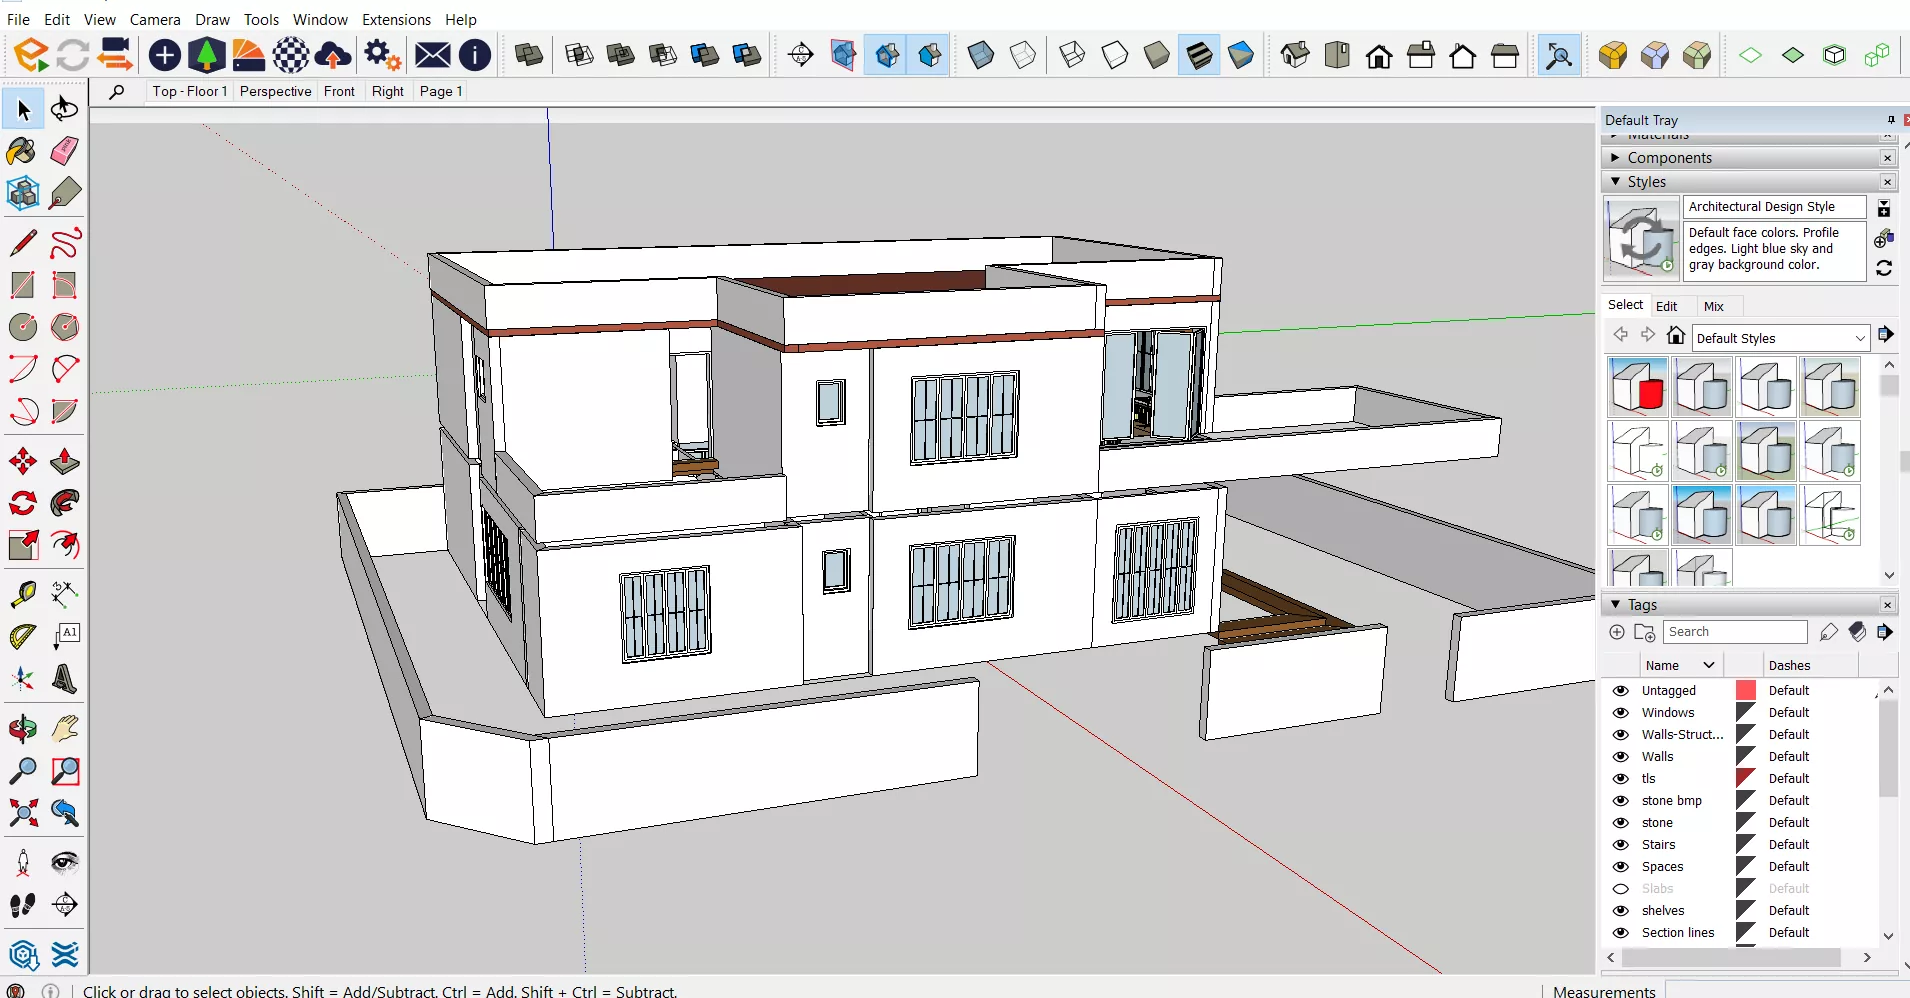 File Edit View Camera Draw Tools Window Extensions Help
Top - Floor 1 Perspective Front Right Page 1
Default Tray
Materials
Components
Styles
Architectural Design Style
Default face colors. Profile
edges. Light blue sky and
gray background color.
Select Edit Mix
Default Styles
Tags
Search
Name Dashes
Untagged Default
Windows Default
Walls-Struct... Default
Walls Default
tls Default
stone bmp Default
stone Default
Stairs Default
Spaces Default
Slabs Default
shelves Default
Section lines Default
A1
Click or drag to select objects. Shift = Add/Subtract. Ctrl = Add. Shift + Ctrl = Subtract.
Measurements